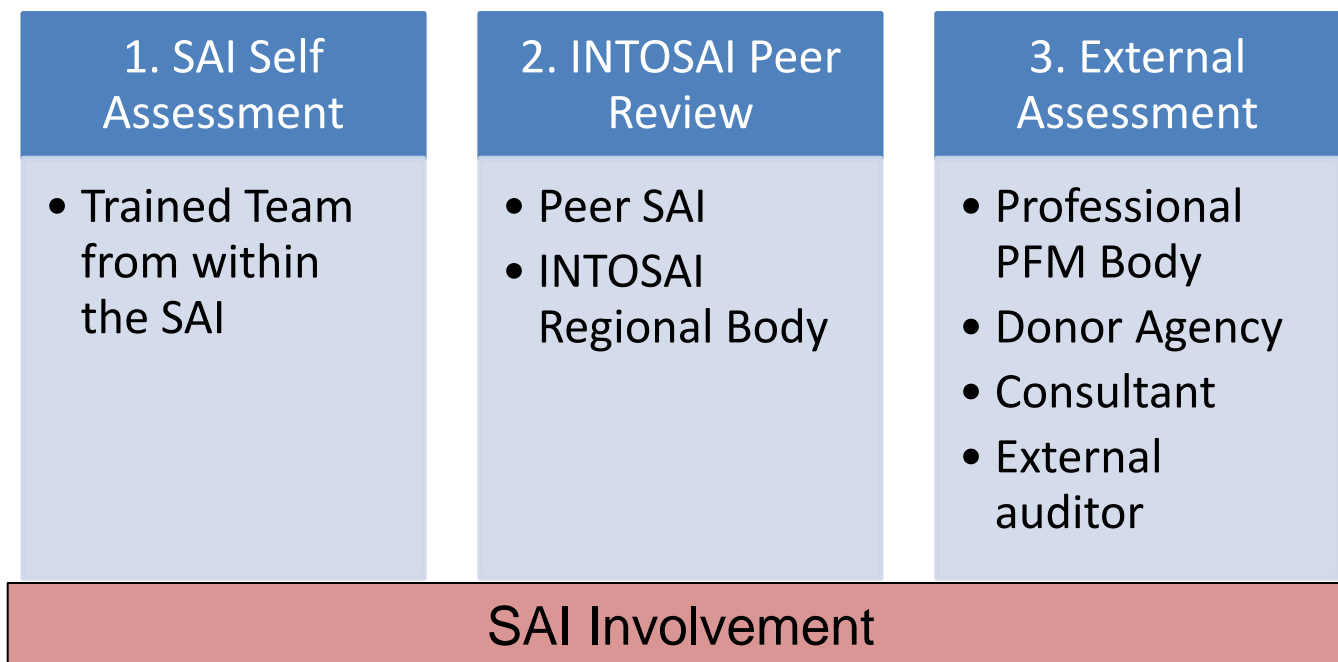 1. SAI Self
Assessment
• Trained Team
from within
the SAI
2. INTOSAI Peer
Review
• Peer SAI
• INTOSAI
Regional Body
3. External
Assessment
• Professional
PFM Body
• Donor Agency
• Consultant
• External
auditor
SAI Involvement